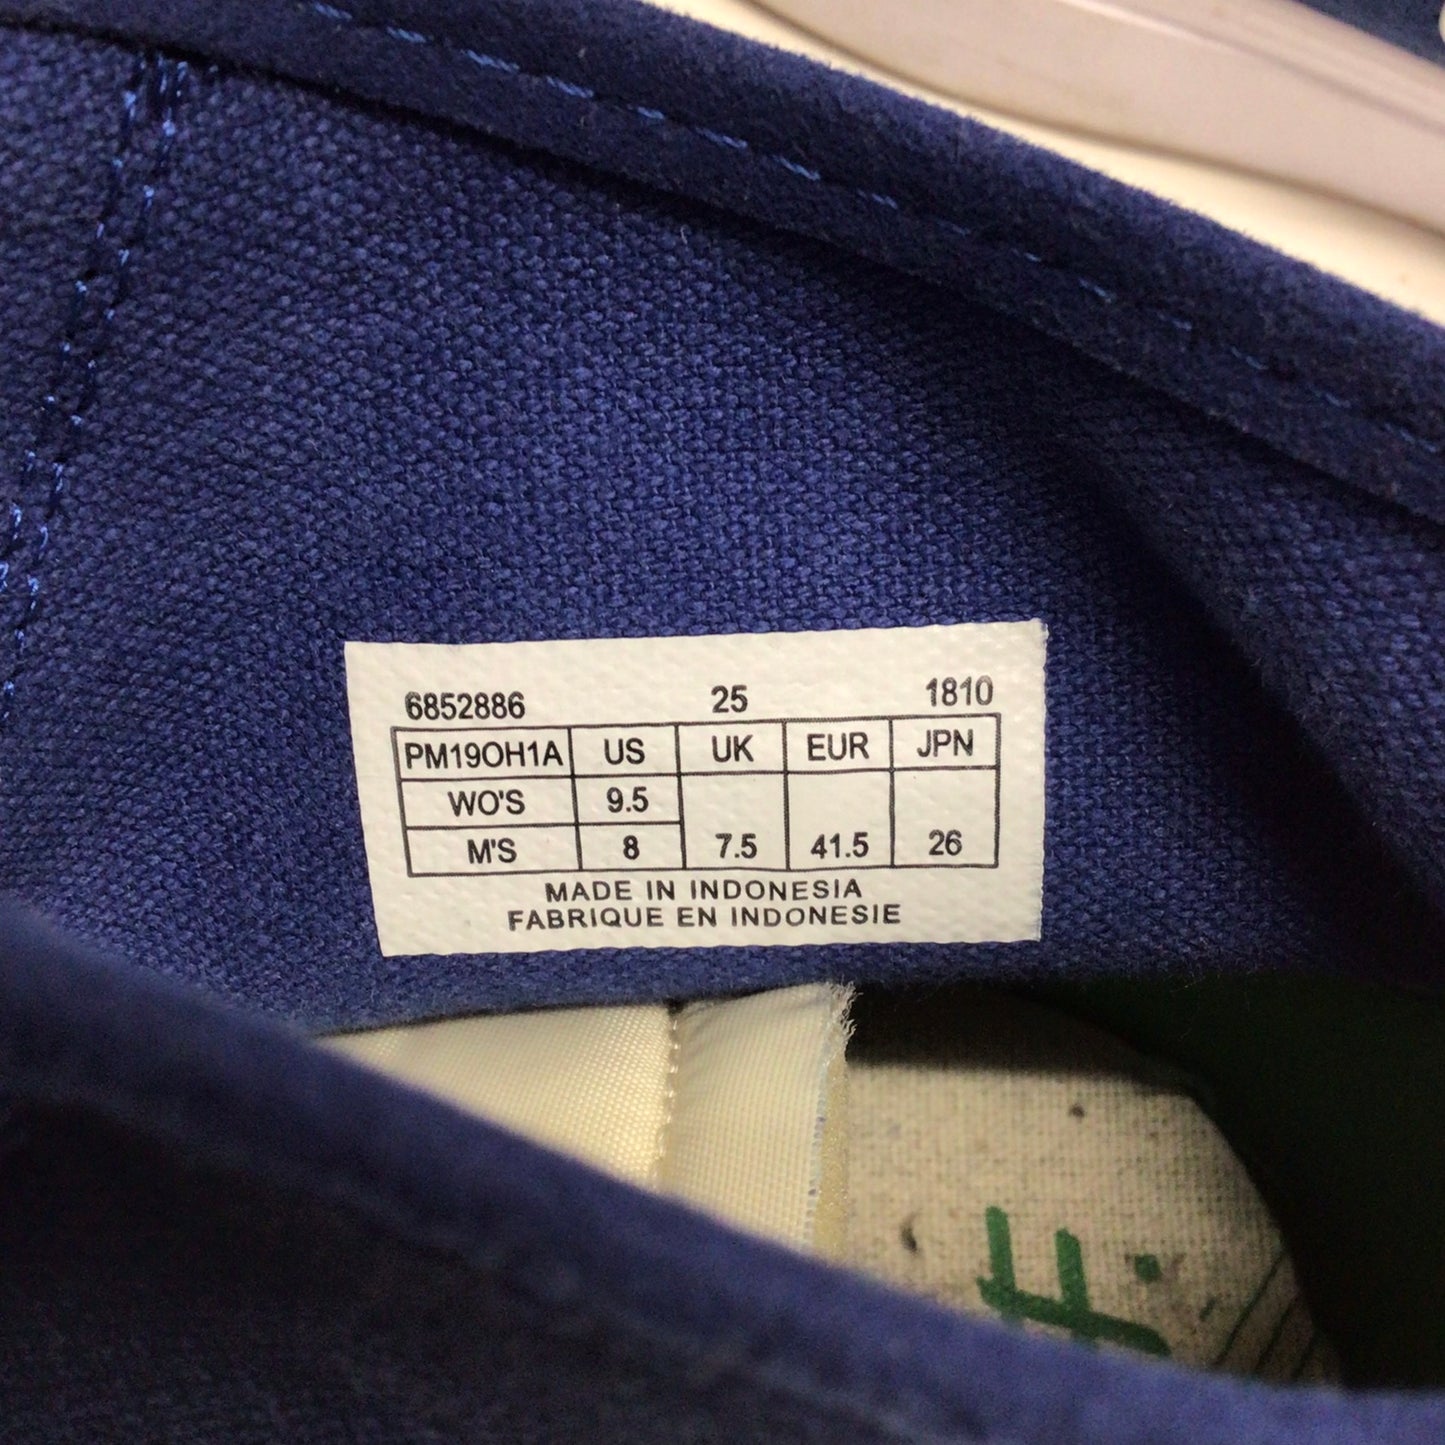 6852886 25 1810
PM19OH1A US UK EUR JPN
WO'S 9.5
M'S 8 7.5 41.5 26
MADE IN INDONESIA
FABRIQUE EN INDONESIE